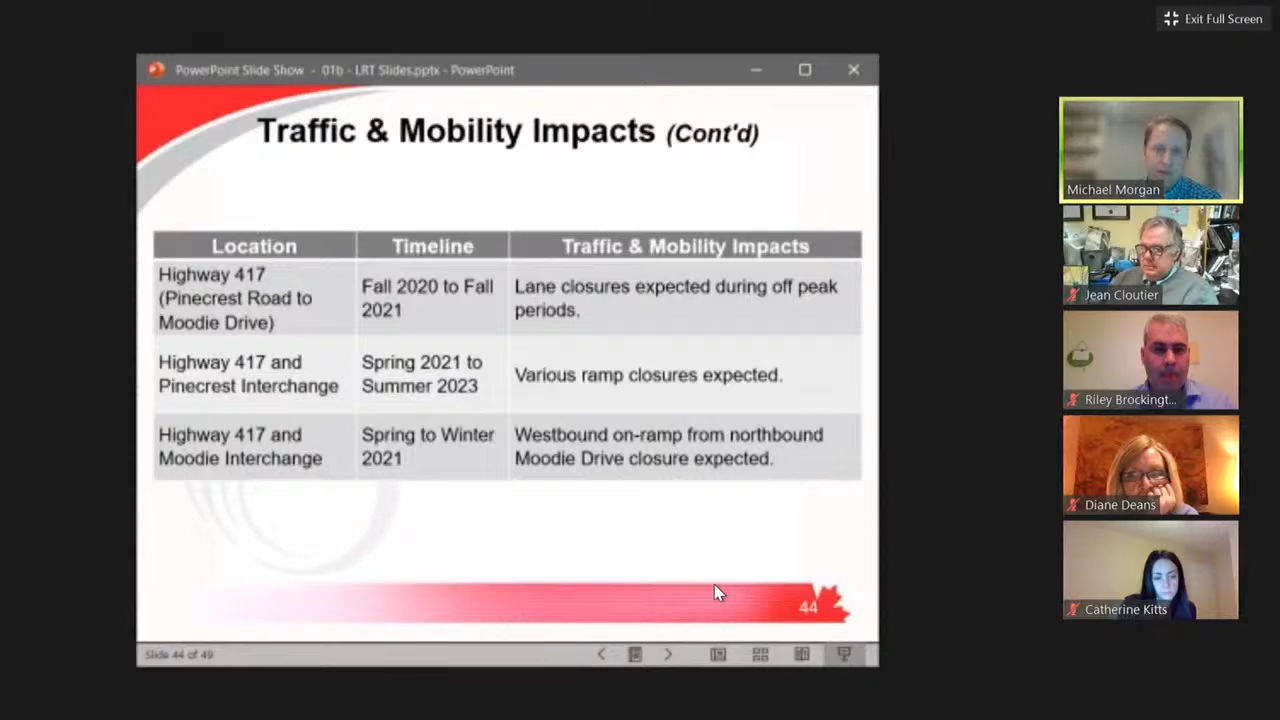 Exit Full Screen
PowerPoint Slide Show - 01b - LRT Slides.pptx - PowerPoint
Traffic & Mobility Impacts (Cont'd)
Location Timeline Traffic & Mobility Impacts
Highway 417
(Pinecrest Road to
Moodie Drive)
Fall 2020 to Fall
2021
Lane closures expected during off peak
periods.
Highway 417 and
Pinecrest Interchange
Spring 2021 to
Summer 2023
Various ramp closures expected.
Highway 417 and
Moodie Interchange
Spring to Winter
2021
Westbound on-ramp from northbound
Moodie Drive closure expected.
44
Slide 44 of 49
Michael Morgan
Jean Cloutier
Riley Brockingt...
Diane Deans
Catherine Kitts